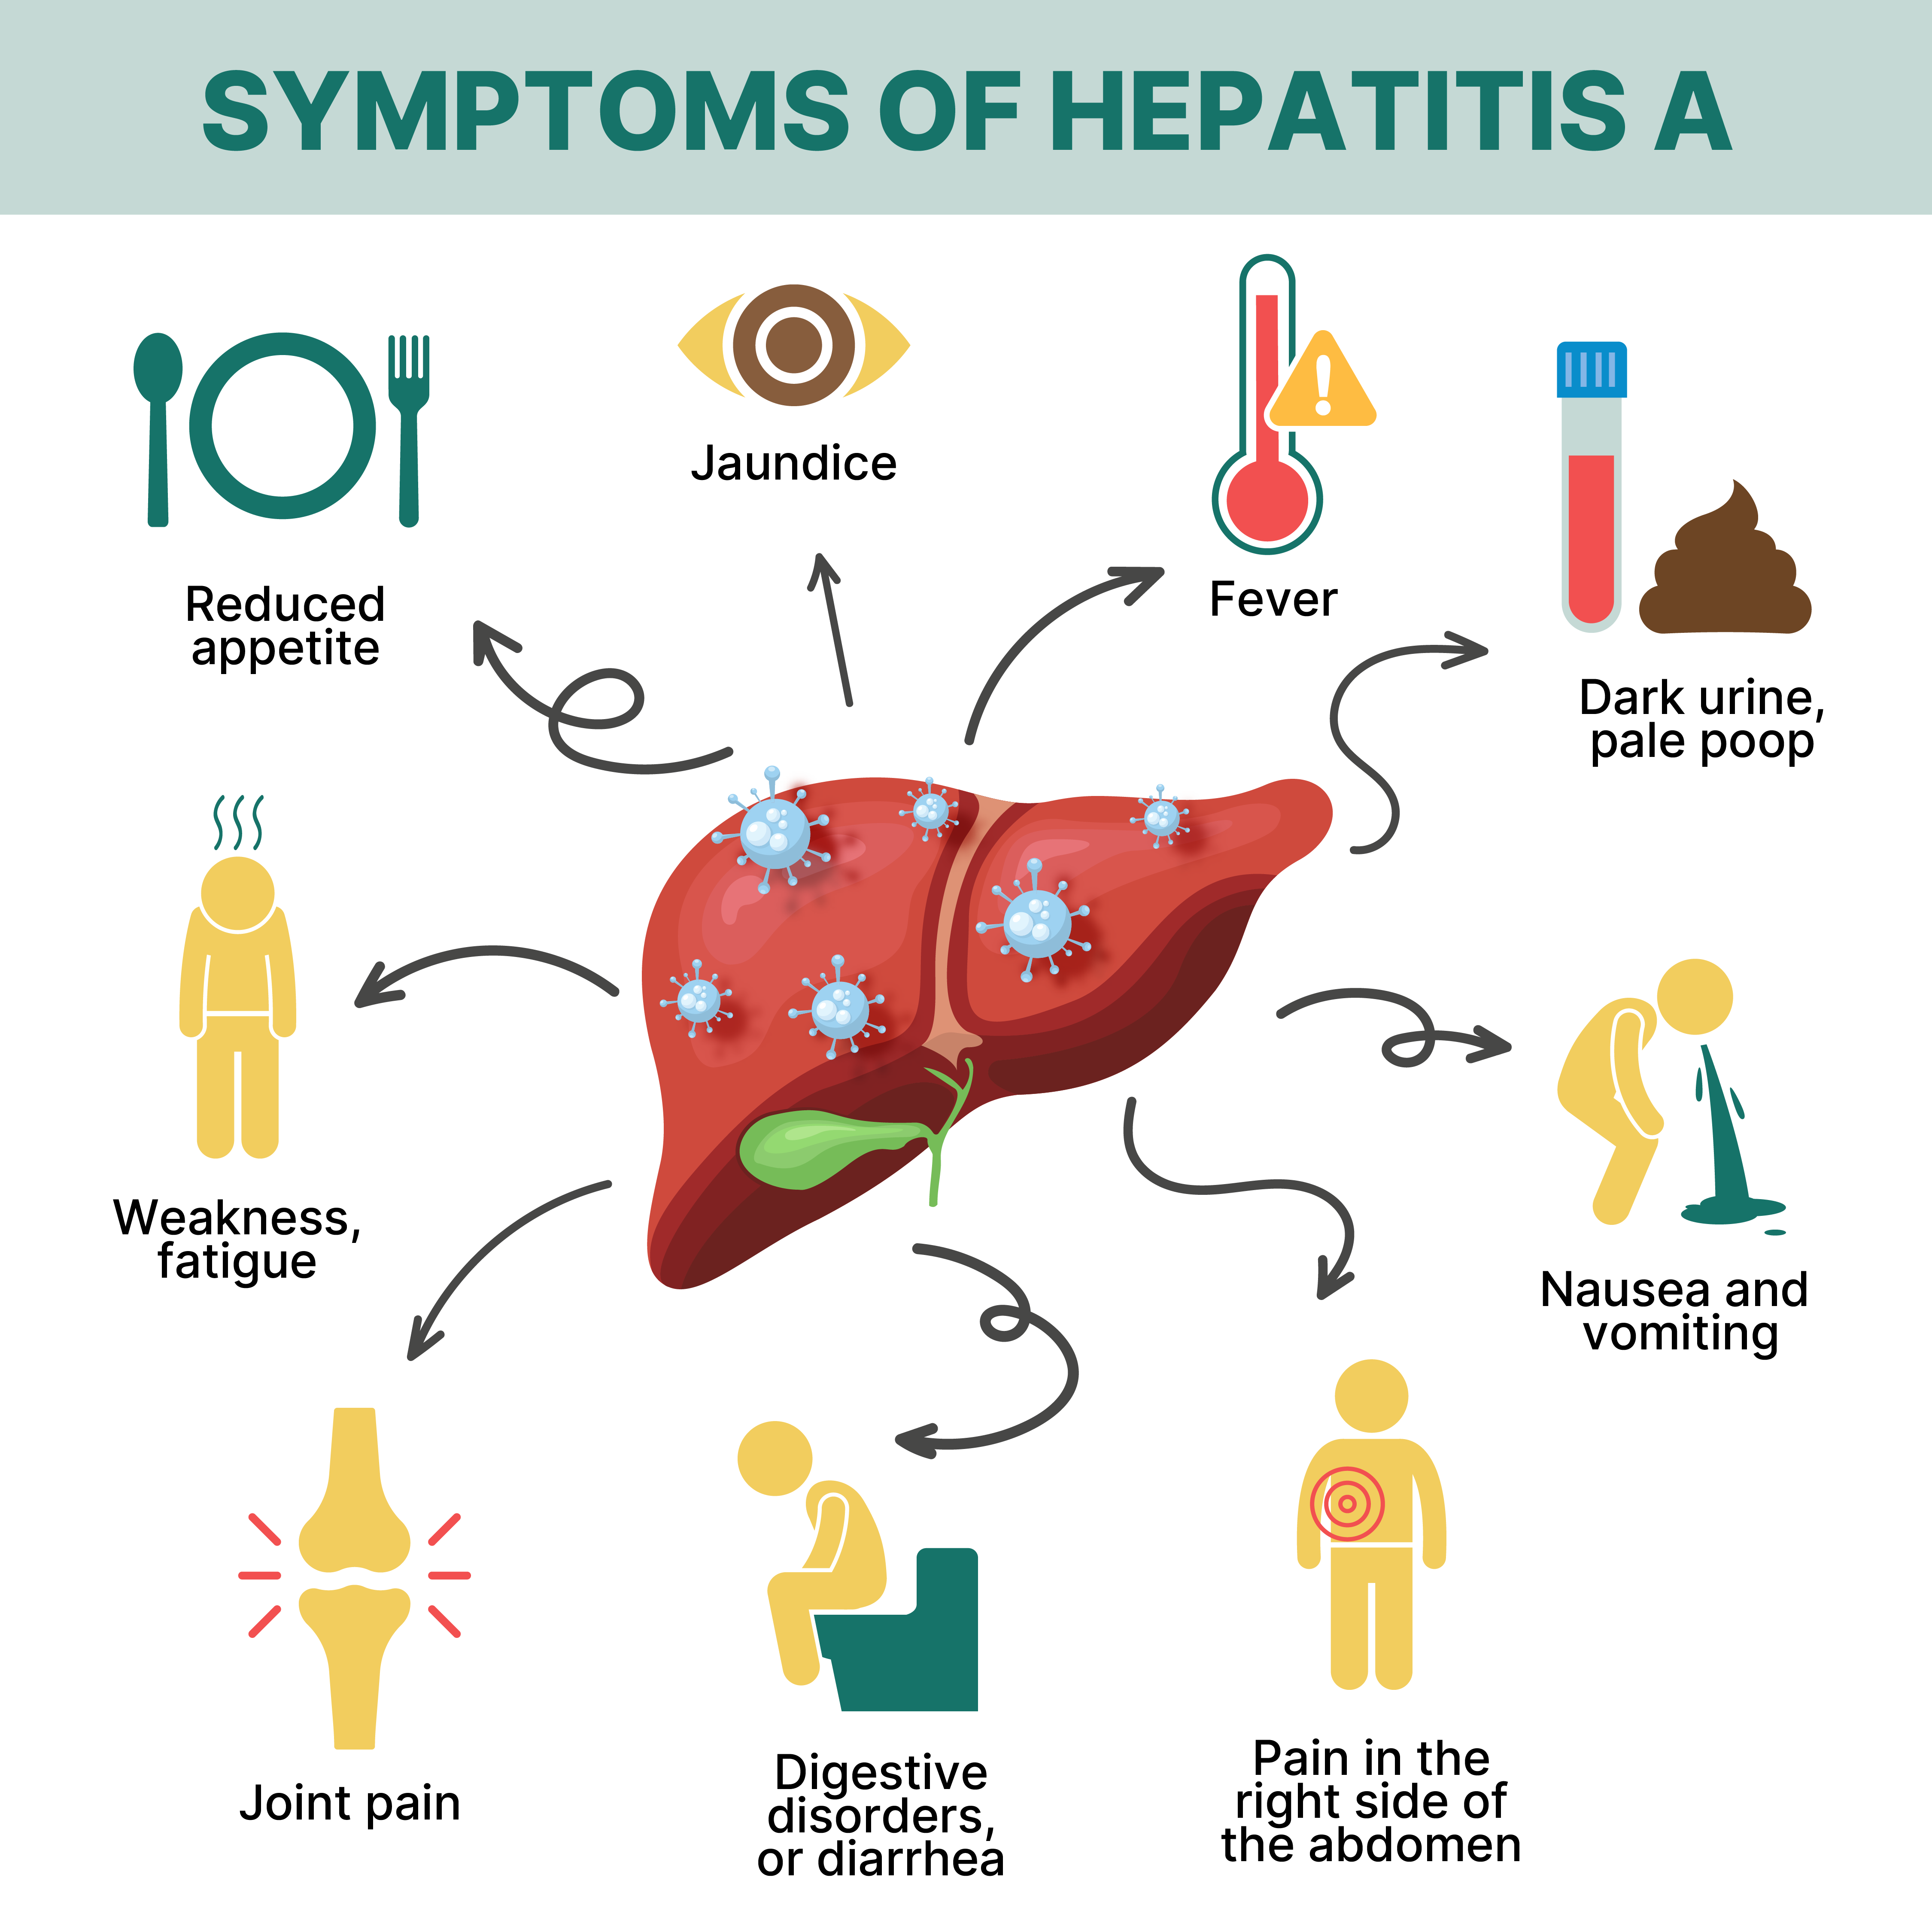 SYMPTOMS OF HEPATITIS A
Jaundice
Fever
Reduced
appetite
Dark urine,
pale poop
Weakness,
fatigue
Nausea and
vomiting
Joint pain
Digestive
disorders,
or diarrhea
Pain in the
right side of
the abdomen